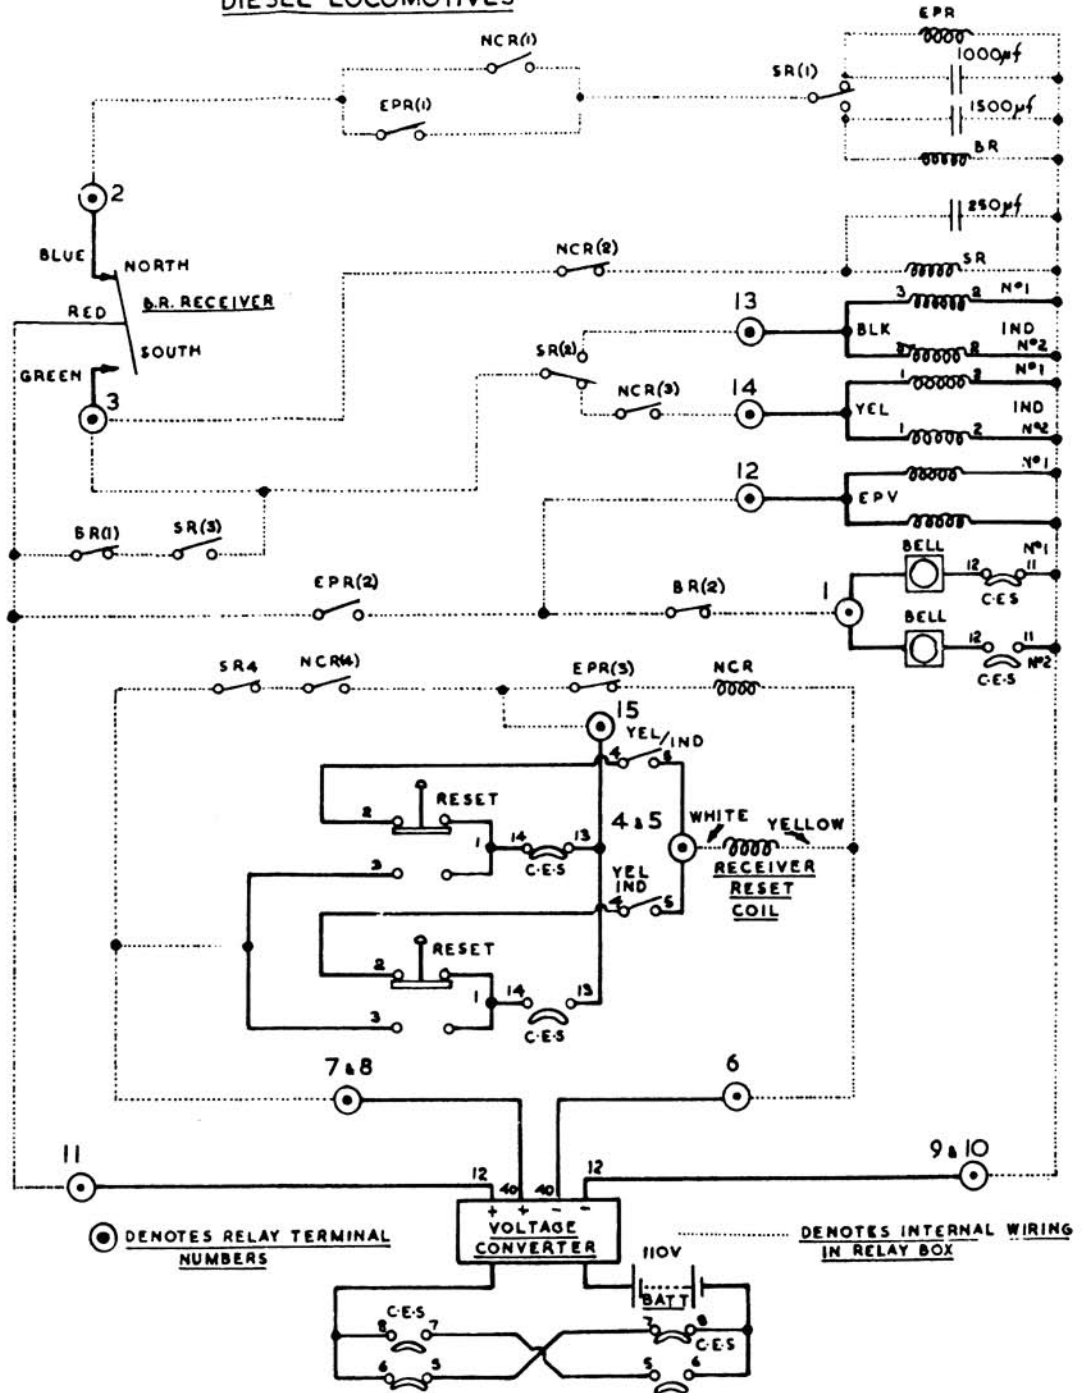 DIESEL LOCOMOTIVES
EPR
NCR(1)
1000µf
SR(1)
EPR(1)
1500µf
BR
2
250µf
BLUE
NORTH
NCR(2)
SR
B.R. RECEIVER
13
3 2 Nº1
RED
BLK
IND
SOUTH
SR(2)
3 2 Nº2
GREEN
NCR(3)
14
1 2 Nº1
3
YEL
IND
1 2 Nº2
12
Nº1
EPV
BR(1)
SR(3)
BELL
Nº1
12 11
EPR(2)
BR(2)
1
C·E·S
BELL
12 11
Nº2
C·E·S
SR4
NCR(4)
EPR(3)
NCR
15
YEL/IND
4 6
2
RESET
4 & 5
WHITE
YELLOW
1 14 13
3
C·E·S
RECEIVER
RESET
COIL
YEL
IND
4 5
2
RESET
1 14 13
3
C·E·S
7 & 8
6
11
9 & 10
12 40 40 12
+ + - -
VOLTAGE
CONVERTER
DENOTES RELAY TERMINAL
NUMBERS
DENOTES INTERNAL WIRING
IN RELAY BOX
110V
BATT
C·E·S
8 7
7 8
C·E·S
6 5
5 6